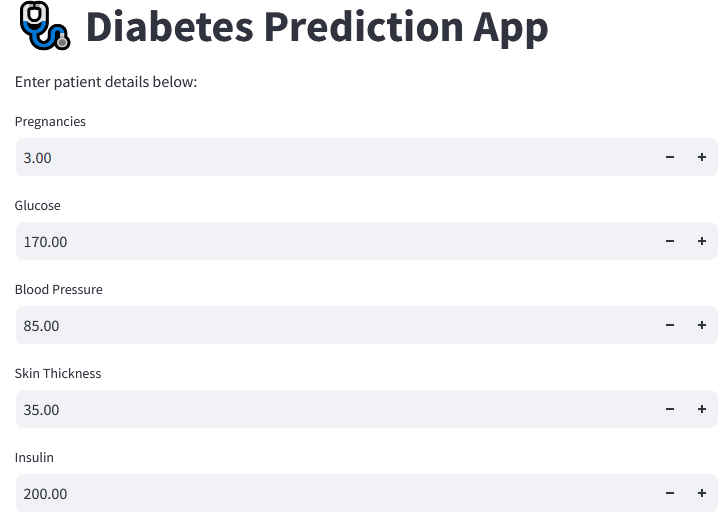 Diabetes Prediction App
Enter patient details below:
Pregnancies
3.00
Glucose
170.00
Blood Pressure
85.00
Skin Thickness
35.00
Insulin
200.00